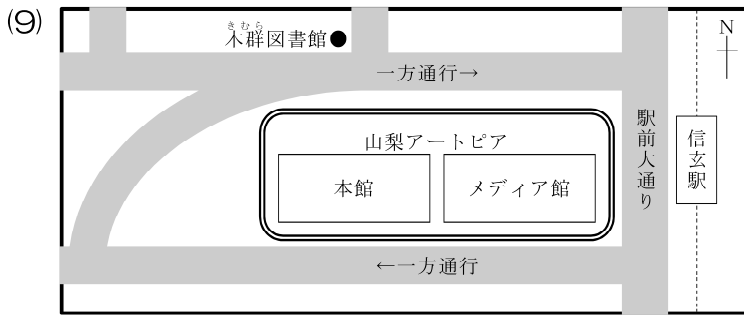 (9)
きむら
木群図書館●
N
一方通行→
山梨アートピア
本館
メディア館
駅前大通り
信玄駅
←一方通行